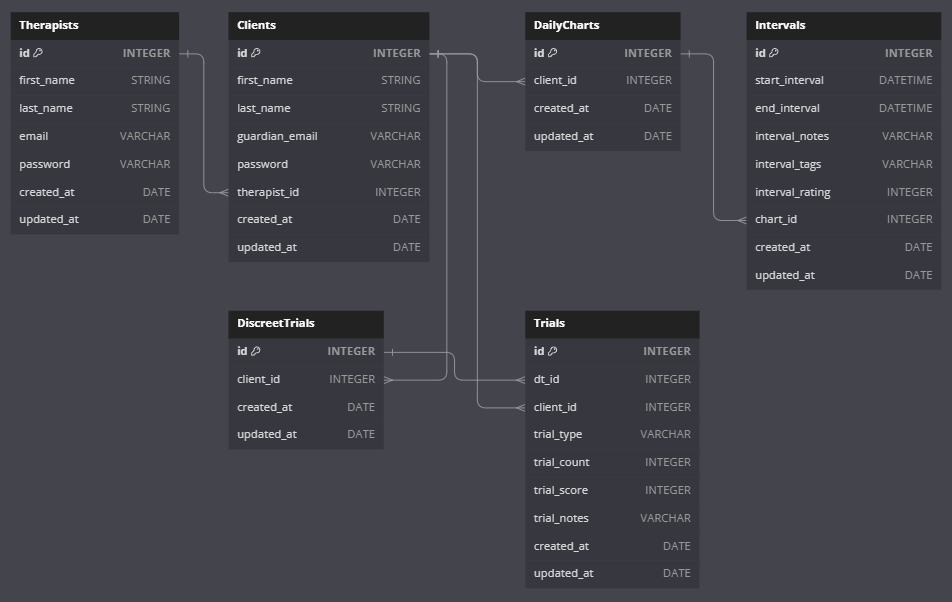 Therapists
id INTEGER
first_name STRING
last_name STRING
email VARCHAR
password VARCHAR
created_at DATE
updated_at DATE
Clients
id INTEGER
first_name STRING
last_name STRING
guardian_email VARCHAR
password VARCHAR
therapist_id INTEGER
created_at DATE
updated_at DATE
DailyCharts
id INTEGER
client_id INTEGER
created_at DATE
updated_at DATE
Intervals
id INTEGER
start_interval DATETIME
end_interval DATETIME
interval_notes VARCHAR
interval_tags VARCHAR
interval_rating INTEGER
chart_id INTEGER
created_at DATE
updated_at DATE
DiscreetTrials
id INTEGER
client_id INTEGER
created_at DATE
updated_at DATE
Trials
id INTEGER
dt_id INTEGER
client_id INTEGER
trial_type VARCHAR
trial_count INTEGER
trial_score INTEGER
trial_notes VARCHAR
created_at DATE
updated_at DATE